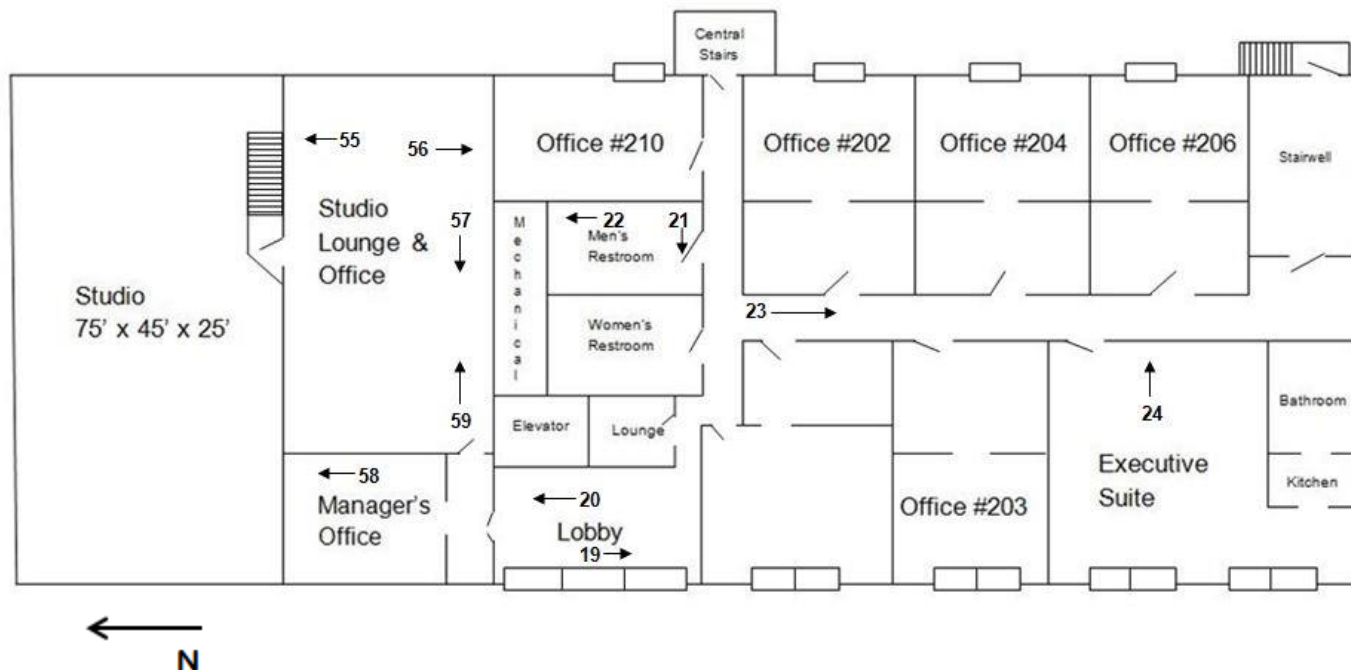 Central
Stairs
55
56
Office #210
Office #202
Office #204
Office #206
Stairwell
Studio
Lounge &
Office
57
Mechanical
22
21
Men's
Restroom
Studio
75' x 45' x 25'
23
Women's
Restroom
59
Elevator
Lounge
24
Bathroom
58
Manager's
Office
20
Lobby
19
Office #203
Executive
Suite
Kitchen
N